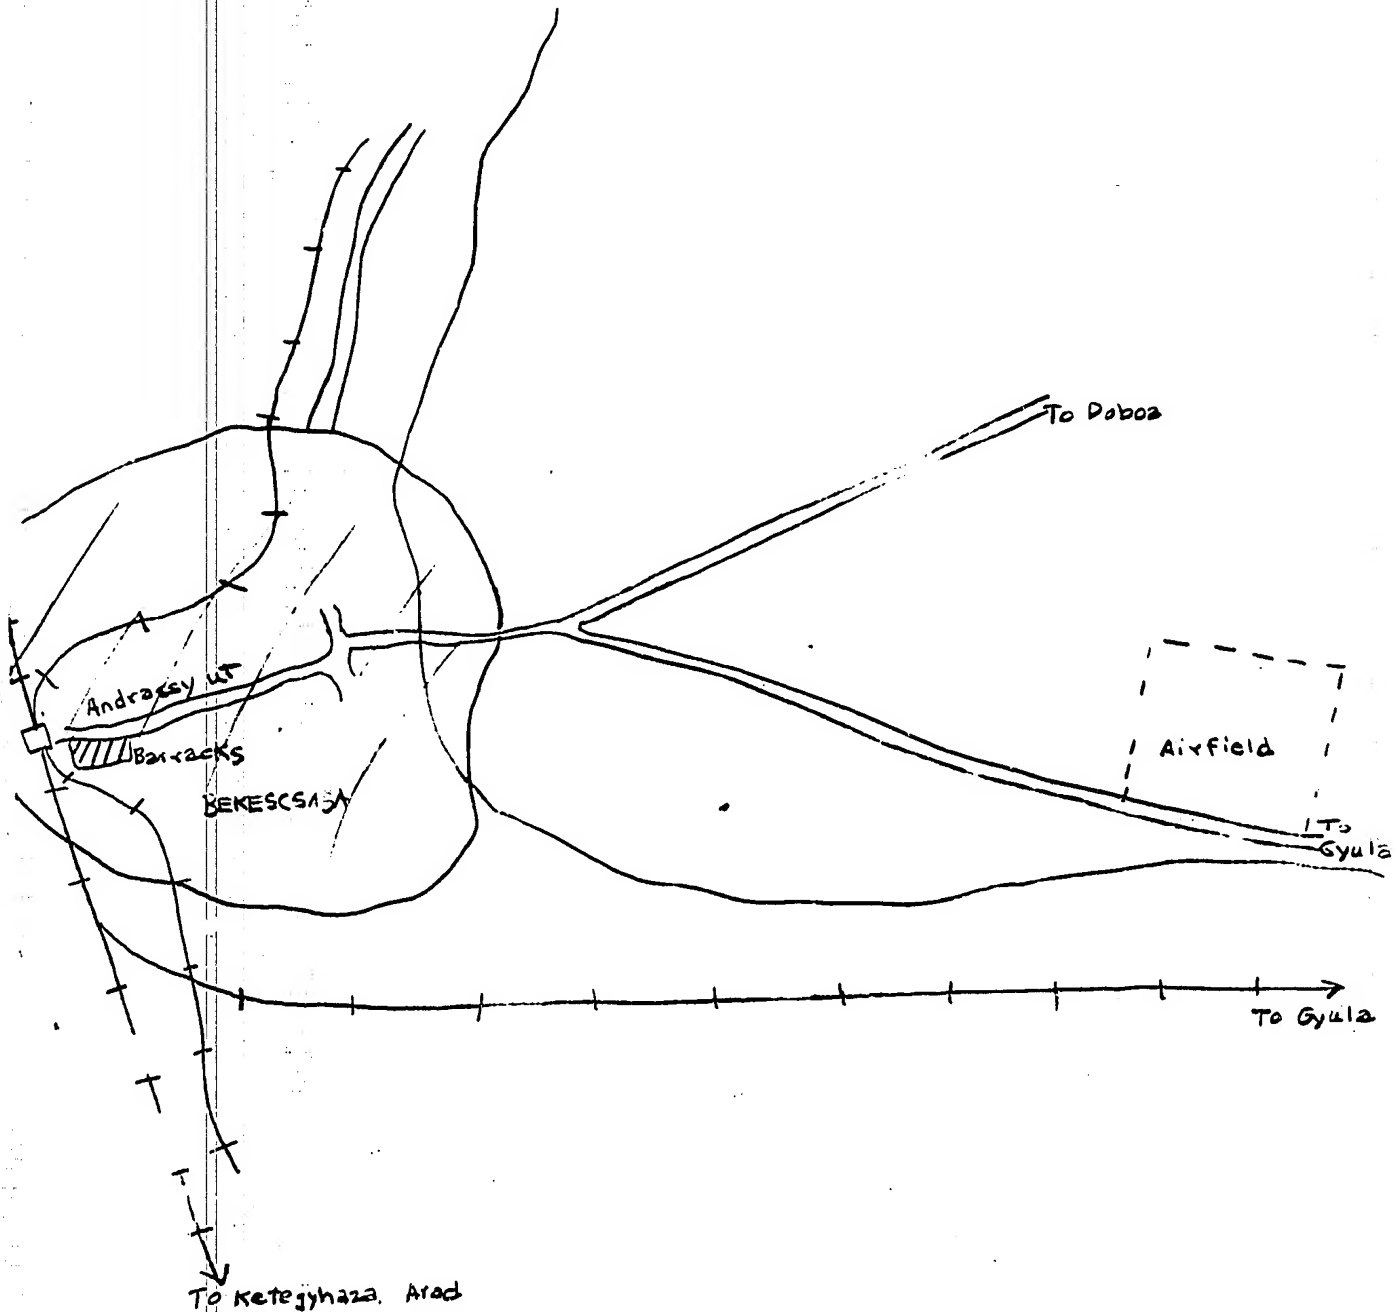 To Doboz
Andrassy ut
Airfield
Barracks
BEKESCSABA
To
Gyula
To Gyula
To Ketegyhaza, Arad